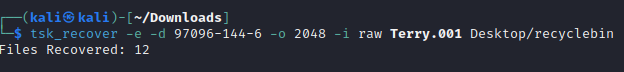 ┌──(kali㉿kali)-[~/Downloads]
└─$ tsk_recover -e -d 97096-144-6 -o 2048 -i raw Terry.001 Desktop/recyclebin
Files Recovered: 12